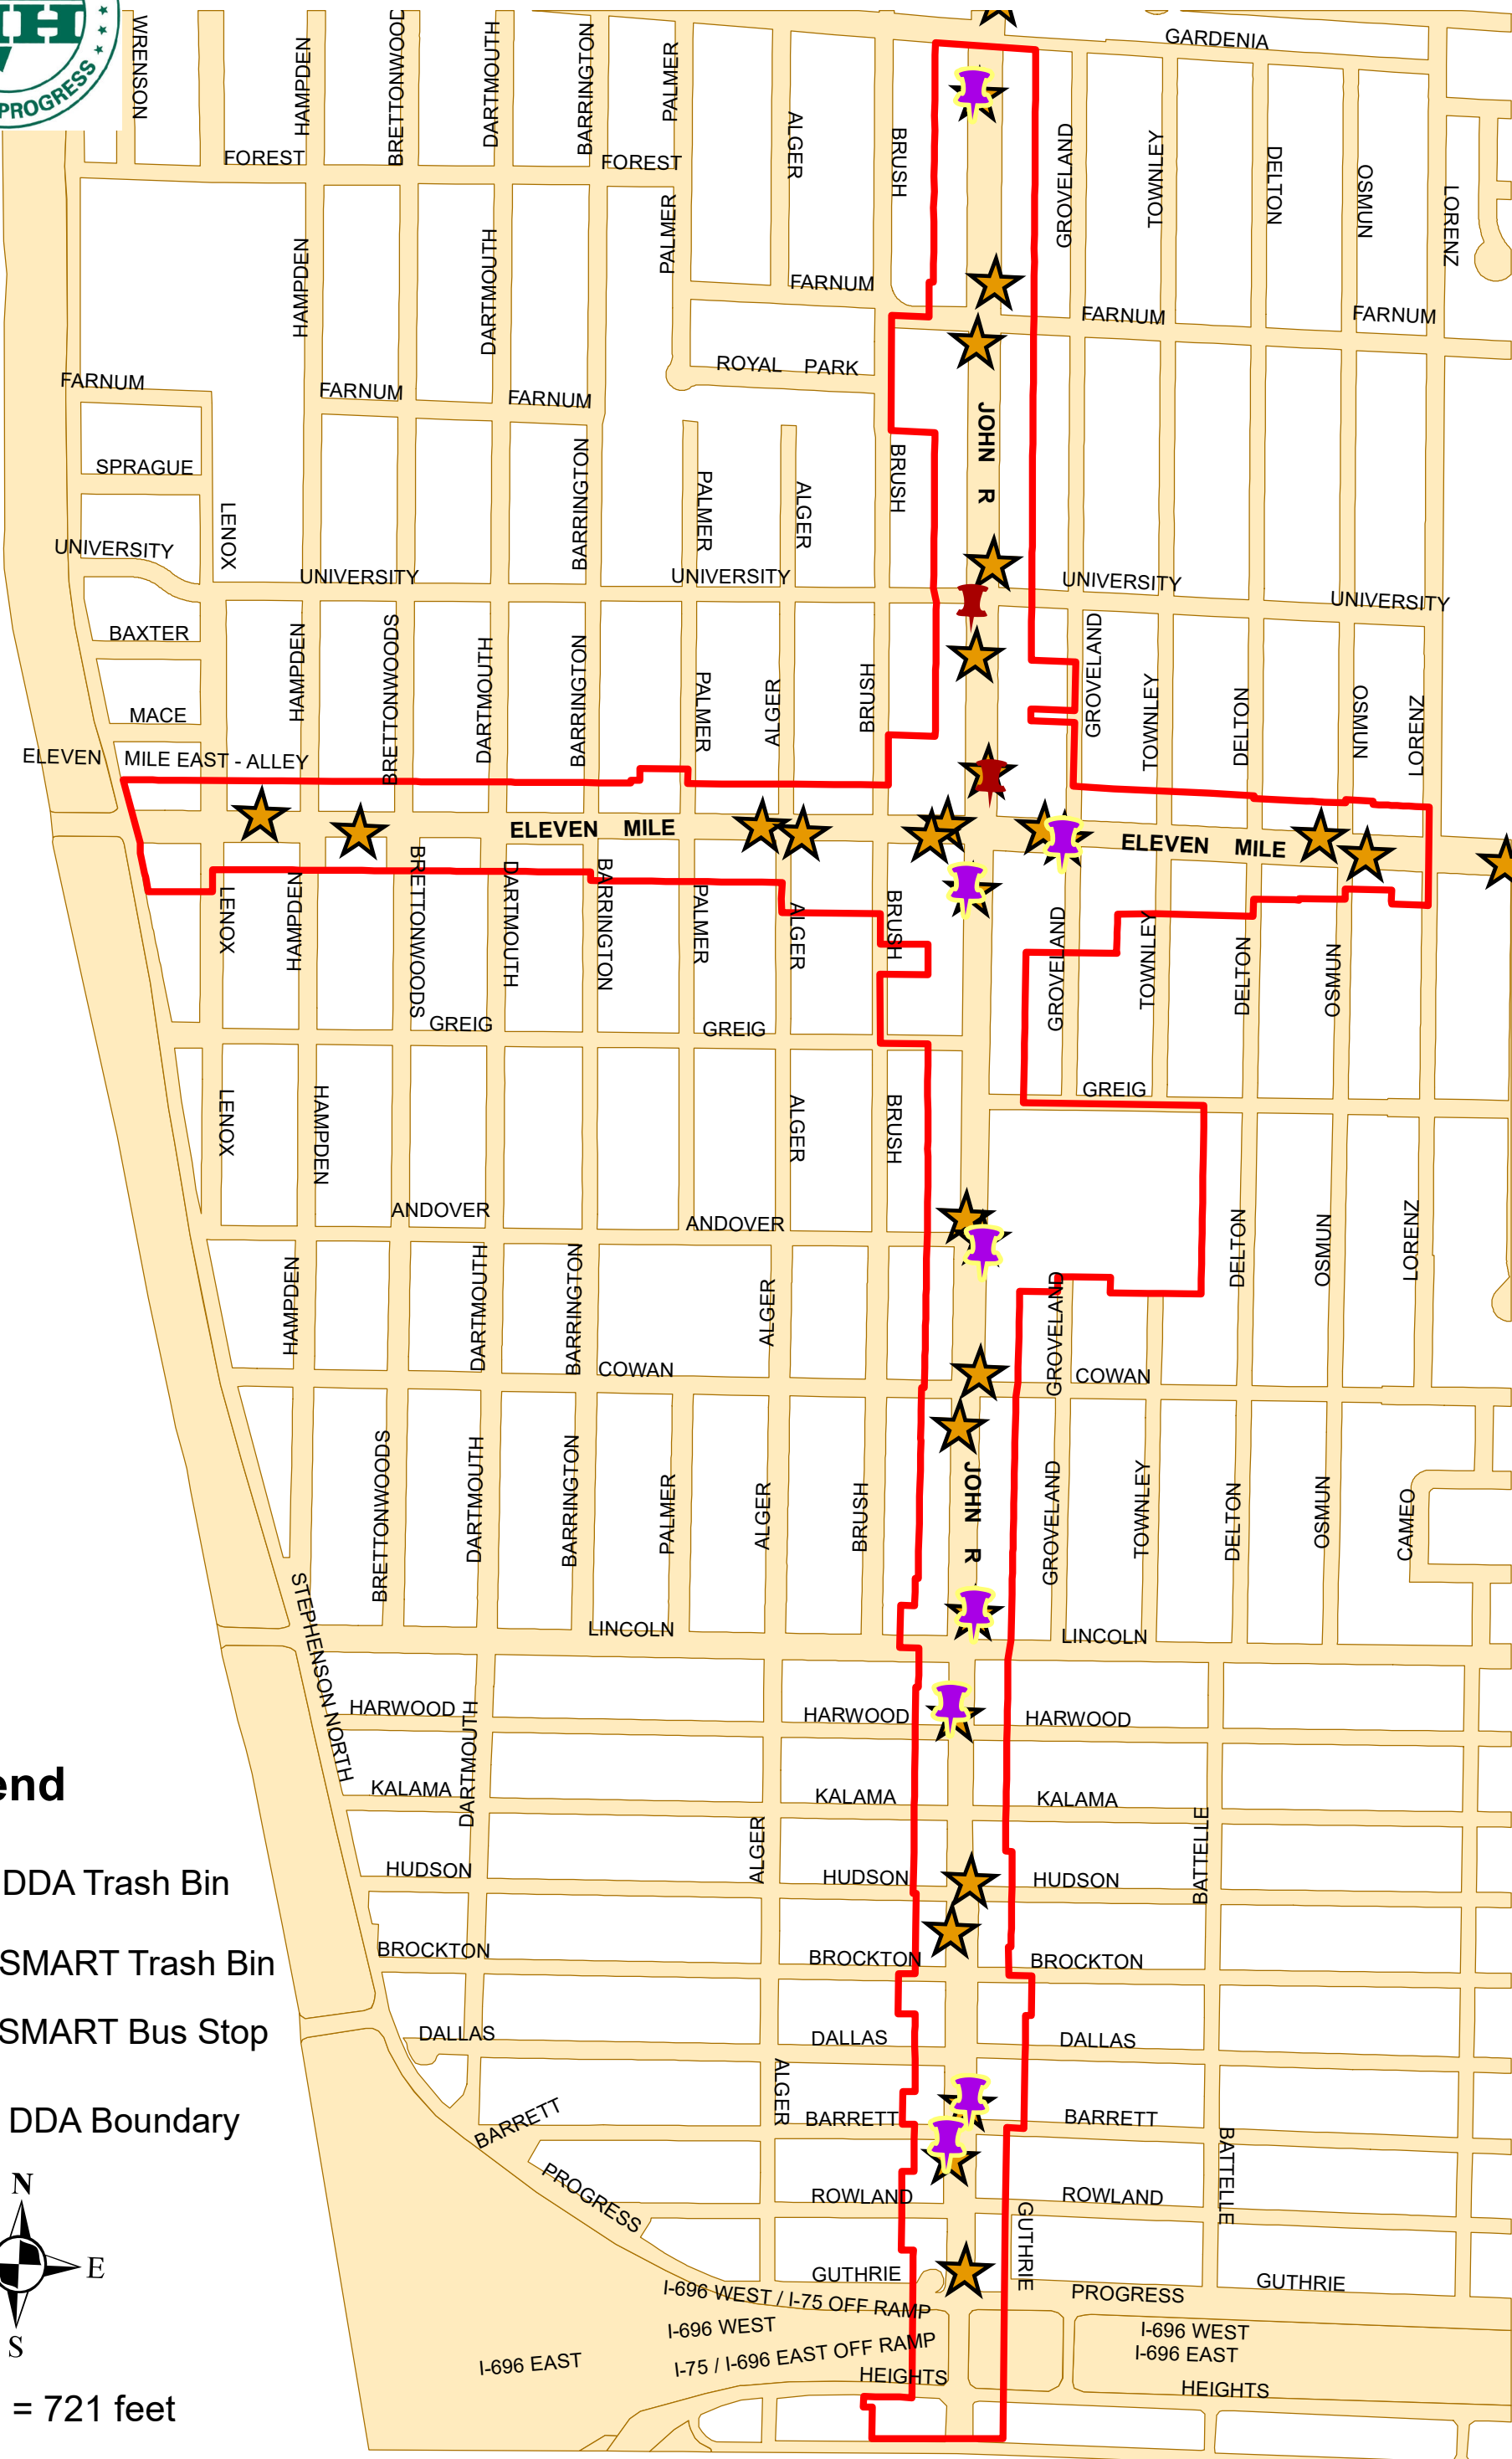 PROGRESS
WRENSON
HAMPDEN
BRETTONWOOD
DARTMOUTH
BARRINGTON
PALMER
GARDENIA
ALGER
BRUSH
GROVELAND
TOWNLEY
DELTON
OSMUN
LORENZ
FOREST
FOREST
HAMPDEN
DARTMOUTH
PALMER
FARNUM
FARNUM
FARNUM
ROYAL PARK
FARNUM
FARNUM
FARNUM
JOHN R
SPRAGUE
LENOX
BARRINGTON
PALMER
ALGER
BRUSH
UNIVERSITY
UNIVERSITY
UNIVERSITY
UNIVERSITY
UNIVERSITY
BAXTER
HAMPDEN
BRETTONWOODS
DARTMOUTH
BARRINGTON
PALMER
ALGER
BRUSH
GROVELAND
TOWNLEY
DELTON
OSMUN
LORENZ
MACE
ELEVEN MILE EAST - ALLEY
ELEVEN MILE
ELEVEN MILE
LENOX
HAMPDEN
BRETTONWOODS
DARTMOUTH
BARRINGTON
PALMER
ALGER
BRUSH
GROVELAND
TOWNLEY
DELTON
OSMUN
GREIG
GREIG
GREIG
LENOX
HAMPDEN
ALGER
BRUSH
ANDOVER
ANDOVER
HAMPDEN
DARTMOUTH
BARRINGTON
ALGER
GROVELAND
DELTON
OSMUN
LORENZ
COWAN
COWAN
BRETTONWOODS
DARTMOUTH
BARRINGTON
PALMER
ALGER
BRUSH
JOHN R
GROVELAND
TOWNLEY
DELTON
OSMUN
CAMEO
STEPHENSON NORTH
LINCOLN
LINCOLN
HARWOOD
DARTMOUTH
HARWOOD
HARWOOD
end
KALAMA
KALAMA
KALAMA
ALGER
BATTELLE
HUDSON
HUDSON
HUDSON
DDA Trash Bin
BROCKTON
BROCKTON
BROCKTON
SMART Trash Bin
SMART Bus Stop
DALLAS
DALLAS
DALLAS
ALGER
DDA Boundary
BARRETT
BARRETT
BARRETT
BATTELLE
PROGRESS
ROWLAND
ROWLAND
GUTHRIE
N
E
S
GUTHRIE
GUTHRIE
PROGRESS
I-696 WEST / I-75 OFF RAMP
I-696 WEST
I-696 WEST
I-75 / I-696 EAST OFF RAMP
I-696 EAST
I-696 EAST
HEIGHTS
HEIGHTS
= 721 feet